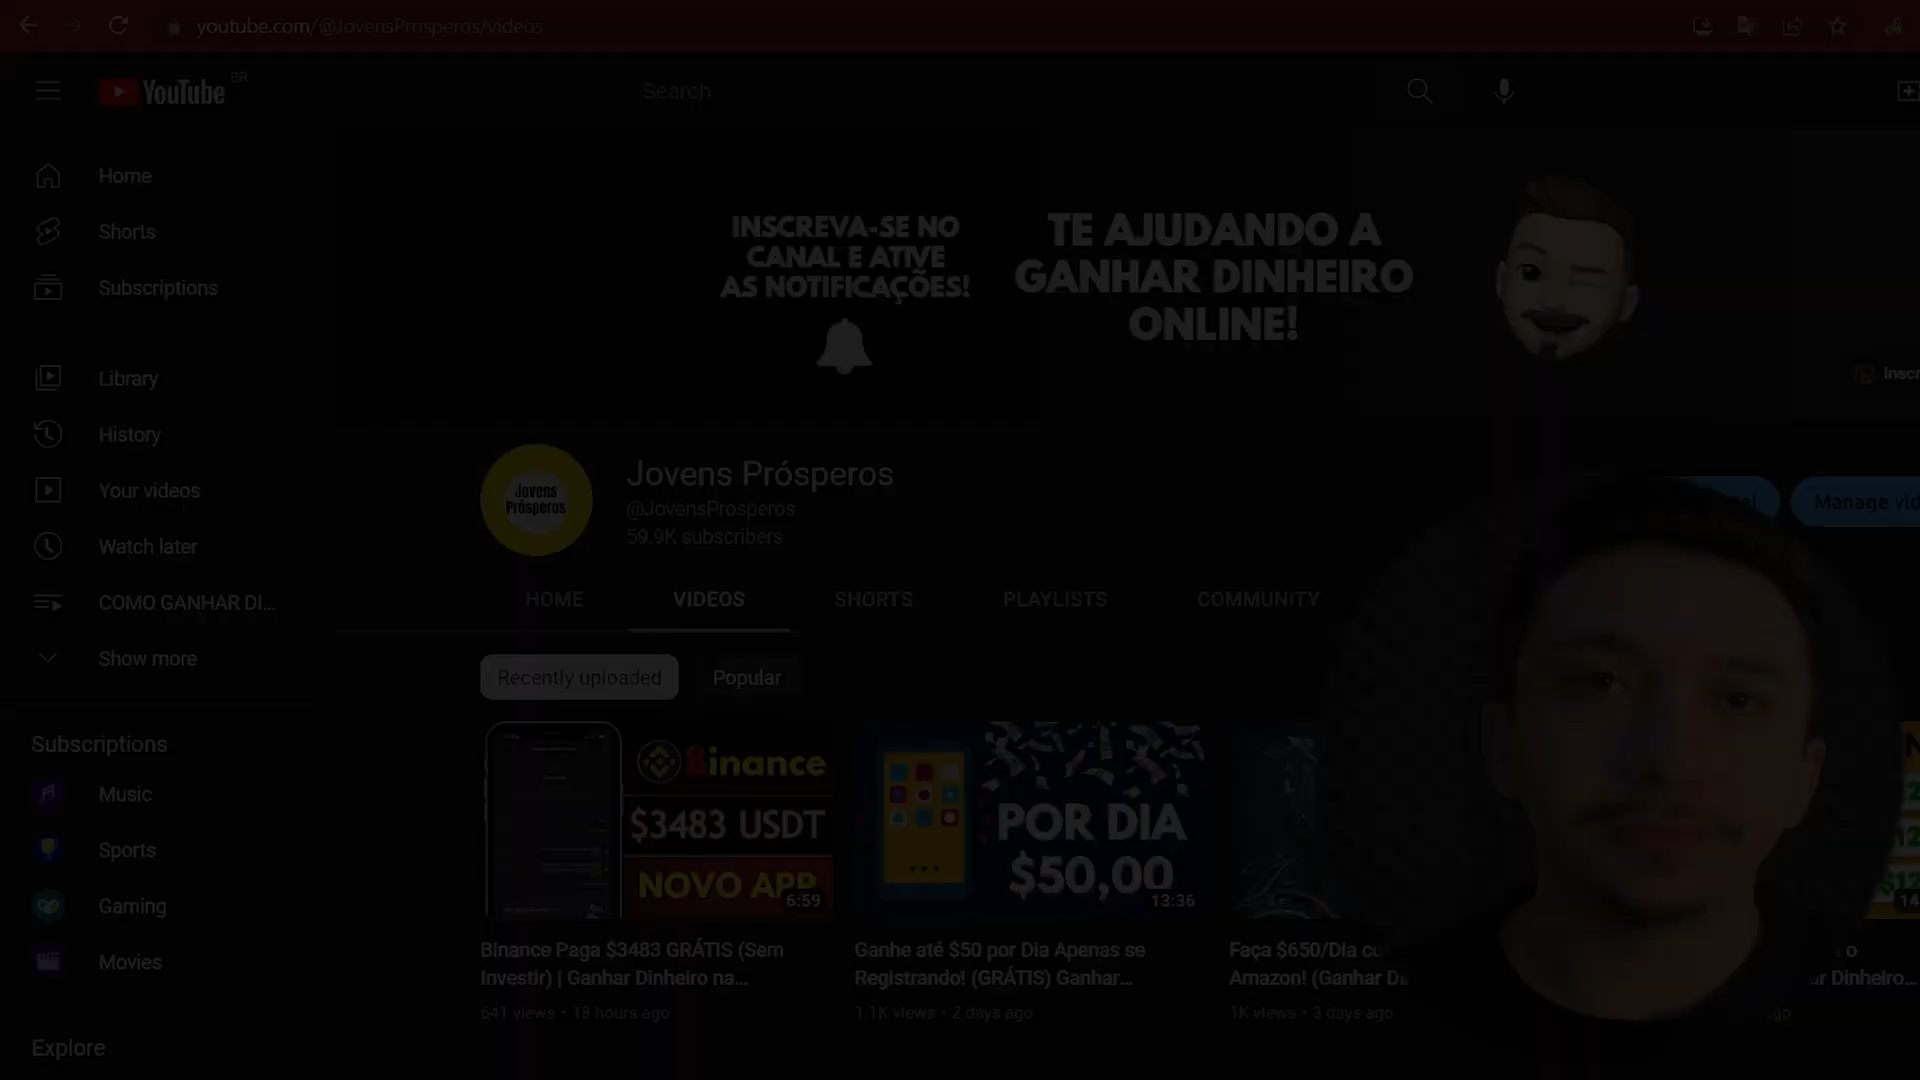 youtube.com/@JovensProsperos/videos
YouTube BR
Search
Home
Shorts
Subscriptions
Library
History
Your videos
Watch later
COMO GANHAR DI...
Show more
Subscriptions
Music
Sports
Gaming
Movies
Explore
INSCREVA-SE NO
CANAL E ATIVE
AS NOTIFICAÇÕES!
TE AJUDANDO A
GANHAR DINHEIRO
ONLINE!
Inscr
Jovens
Prósperos
Jovens Prósperos
@JovensProsperos
59.9K subscribers
Manage vid
HOME
VIDEOS
SHORTS
PLAYLISTS
COMMUNITY
Recently uploaded
Popular
Binance
$3483 USDT
NOVO APP
6:59
POR DIA
$50,00
13:36
14
Binance Paga $3483 GRÁTIS (Sem
Investir) | Ganhar Dinheiro na...
641 views • 18 hours ago
Ganhe até $50 por Dia Apenas se
Registrando! (GRÁTIS) Ganhar...
1.1K views • 2 days ago
Faça $650/Dia co
Amazon! (Ganhar Di
1K views • 3 days ago
o
ar Dinheiro...
ago